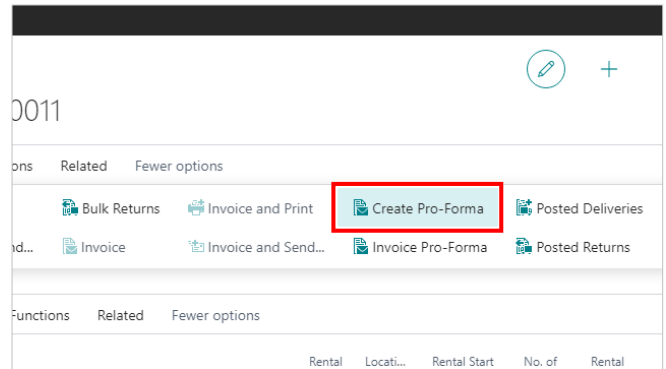 0011
ons Related Fewer options
Bulk Returns Invoice and Print Create Pro-Forma Posted Deliveries
nd... Invoice Invoice and Send... Invoice Pro-Forma Posted Returns
Functions Related Fewer options
Rental Locati... Rental Start No. of Rental